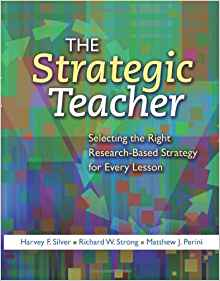 THE
Strategic
Teacher
Selecting the Right
Research-Based Strategy
for Every Lesson
Harvey F. Silver ■ Richard W. Strong ■ Matthew J. Perini